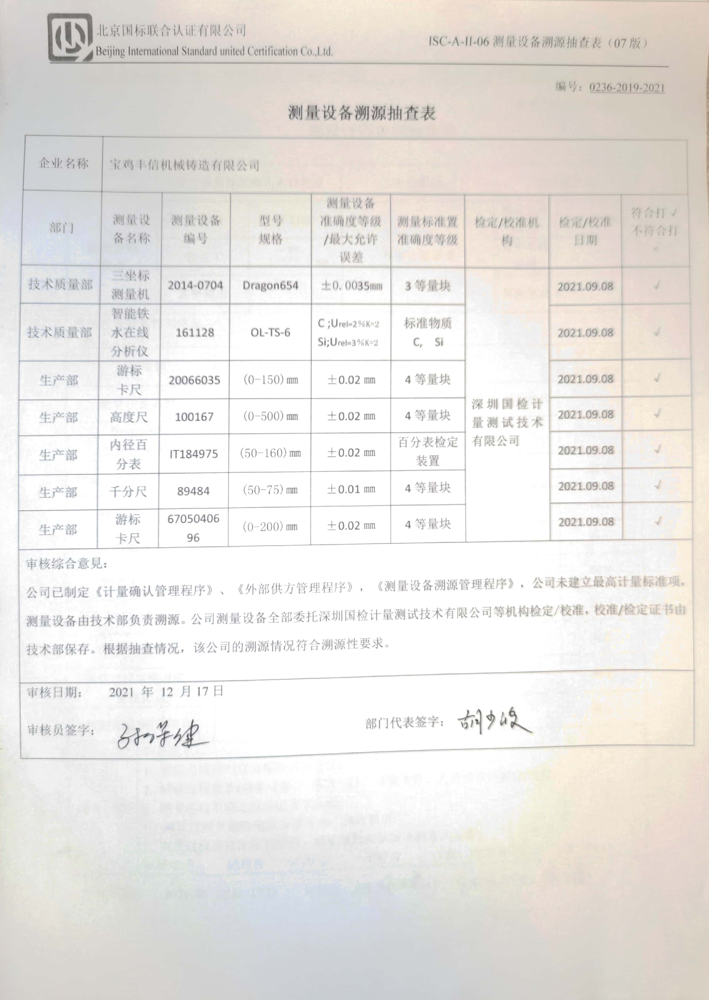 北京国标联合认证有限公司
Beijing International Standard united Certification Co.,Ltd.
ISC-A-II-06 测量设备溯源抽查表（07 版）
编号：0236-2019-2021
测量设备溯源抽查表
企业名称 宝鸡丰信机械铸造有限公司
部门 测量设备名称 测量设备编号 型号规格 测量设备准确度等级/最大允许误差 测量标准置准确度等级 检定/校准机构 检定/校准日期 符合打 √ 不符合打 ×
技术质量部 三坐标测量机 2014-0704 Dragon654 ±0.0035mm 3 等量块 2021.09.08 √
技术质量部 智能铁水在线分析仪 161128 OL-TS-6 C ;Urel=2%K=2 Si;Urel=3%K=2 标准物质 C, Si 2021.09.08 √
生产部 游标卡尺 20066035 (0-150)mm ±0.02 mm 4 等量块 2021.09.08 √
生产部 高度尺 100167 (0-500)mm ±0.02 mm 4 等量块 深圳国检计量测试技术有限公司 2021.09.08 √
生产部 内径百分表 IT184975 (50-160)mm ±0.02 mm 百分表检定装置 2021.09.08 √
生产部 千分尺 89484 (50-75)mm ±0.01 mm 4 等量块 2021.09.08 √
生产部 游标卡尺 6705040696 (0-200)mm ±0.02 mm 4 等量块 2021.09.08 √
审核综合意见：
公司已制定《计量确认管理程序》、《外部供方管理程序》，《测量设备溯源管理程序》，公司未建立最高计量标准项，
测量设备由技术部负责溯源。公司测量设备全部委托深圳国检计量测试技术有限公司等机构检定/校准，校准/检定证书由
技术部保存。根据抽查情况，该公司的溯源情况符合溯源性要求。
审核日期： 2021 年 12 月 17 日
审核员签字：
部门代表签字：